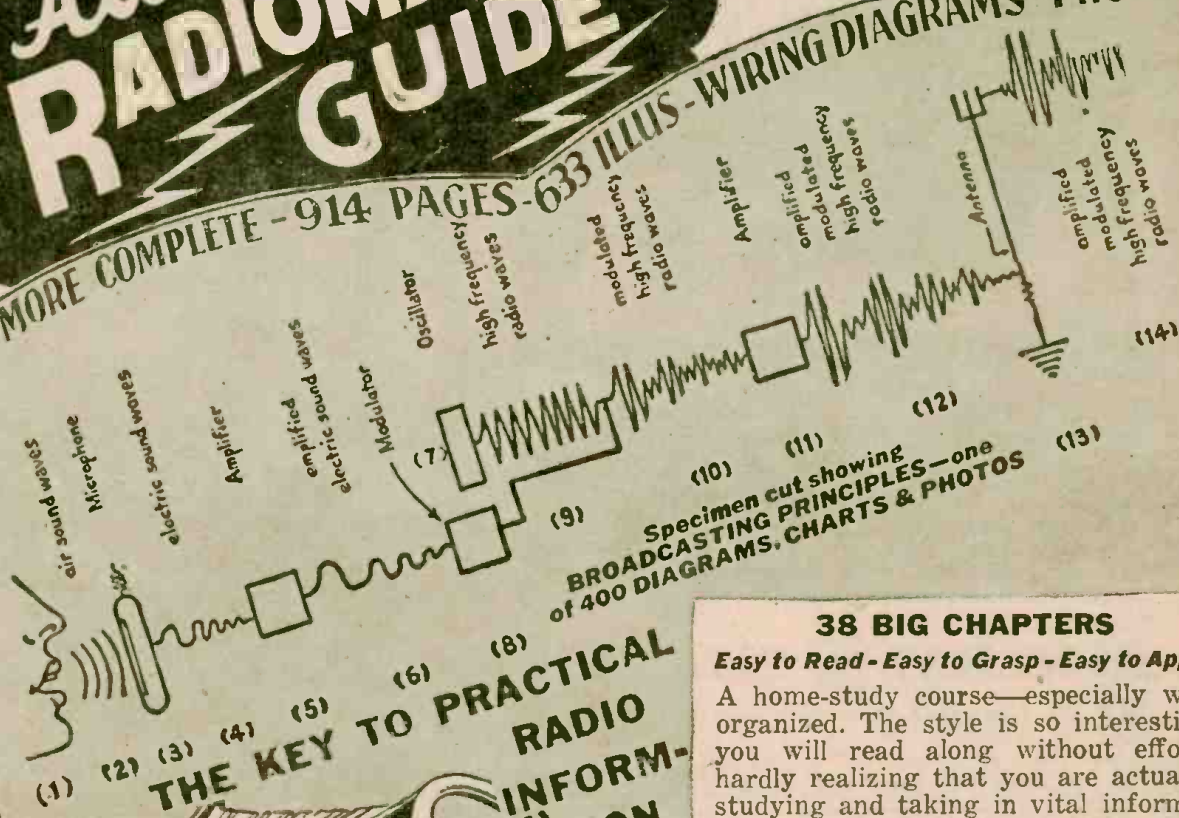 RADIOM
GUIDE
MORE COMPLETE - 914 PAGES - 633 ILLUS - WIRING DIAGRAMS
air sound waves
Microphone
electric sound waves
Amplifier
amplified
electric sound waves
Modulator
Oscillator
high frequency
radio waves
modulated
high frequency
radio waves
Amplifier
amplified
modulated
high frequency
radio waves
Antenna
amplified
modulated
high frequency
radio waves
(1)
(2)
(3)
(4)
(5)
(6)
(7)
(8)
(9)
(10)
(11)
(12)
(13)
(14)
Specimen cut showing
BROADCASTING PRINCIPLES—one
of 400 DIAGRAMS, CHARTS & PHOTOS
THE KEY TO PRACTICAL
RADIO
INFORM-
ON
38 BIG CHAPTERS
Easy to Read - Easy to Grasp - Easy to Ap
A home-study course—especially w
organized. The style is so interesti
you will read along without effo
hardly realizing that you are actua
studying and taking in vital inform